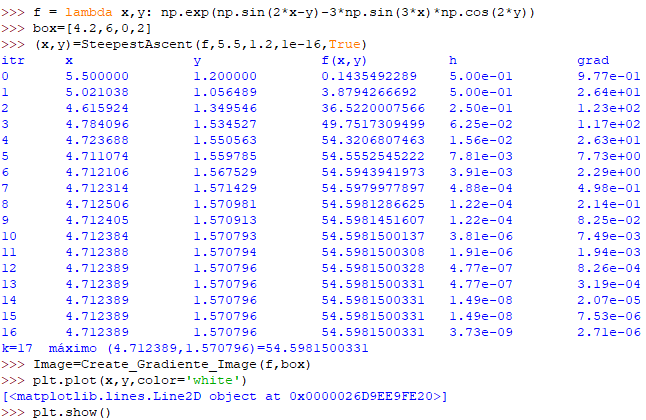 >>> f = lambda x,y: np.exp(np.sin(2*x-y)-3*np.sin(3*x)*np.cos(2*y))
>>> box=[4.2,6,0,2]
>>> (x,y)=SteepestAscent(f,5.5,1.2,1e-16,True)
itr x y f(x,y) h grad
0 5.500000 1.200000 0.1435492289 5.00e-01 9.77e-01
1 5.021038 1.056489 3.8794266692 5.00e-01 2.64e+01
2 4.615924 1.349546 36.5220007566 2.50e-01 1.23e+02
3 4.784096 1.534527 49.7517309499 6.25e-02 1.17e+02
4 4.723688 1.550563 54.3206807463 1.56e-02 2.63e+01
5 4.711074 1.559785 54.5552545222 7.81e-03 7.73e+00
6 4.712106 1.567529 54.5943941973 3.91e-03 2.29e+00
7 4.712314 1.571429 54.5979977897 4.88e-04 4.98e-01
8 4.712506 1.570981 54.5981286625 1.22e-04 2.14e-01
9 4.712405 1.570913 54.5981451607 1.22e-04 8.25e-02
10 4.712384 1.570793 54.5981500137 3.81e-06 7.49e-03
11 4.712388 1.570794 54.5981500308 1.91e-06 1.94e-03
12 4.712389 1.570796 54.5981500328 4.77e-07 8.26e-04
13 4.712389 1.570796 54.5981500331 4.77e-07 3.19e-04
14 4.712389 1.570796 54.5981500331 1.49e-08 2.07e-05
15 4.712389 1.570796 54.5981500331 1.49e-08 7.53e-06
16 4.712389 1.570796 54.5981500331 3.73e-09 2.71e-06
k=17 máximo (4.712389,1.570796)=54.5981500331
>>> Image=Create_Gradiente_Image(f,box)
>>> plt.plot(x,y,color='white')
[<matplotlib.lines.Line2D object at 0x0000026D9EE9FE20>]
>>> plt.show()